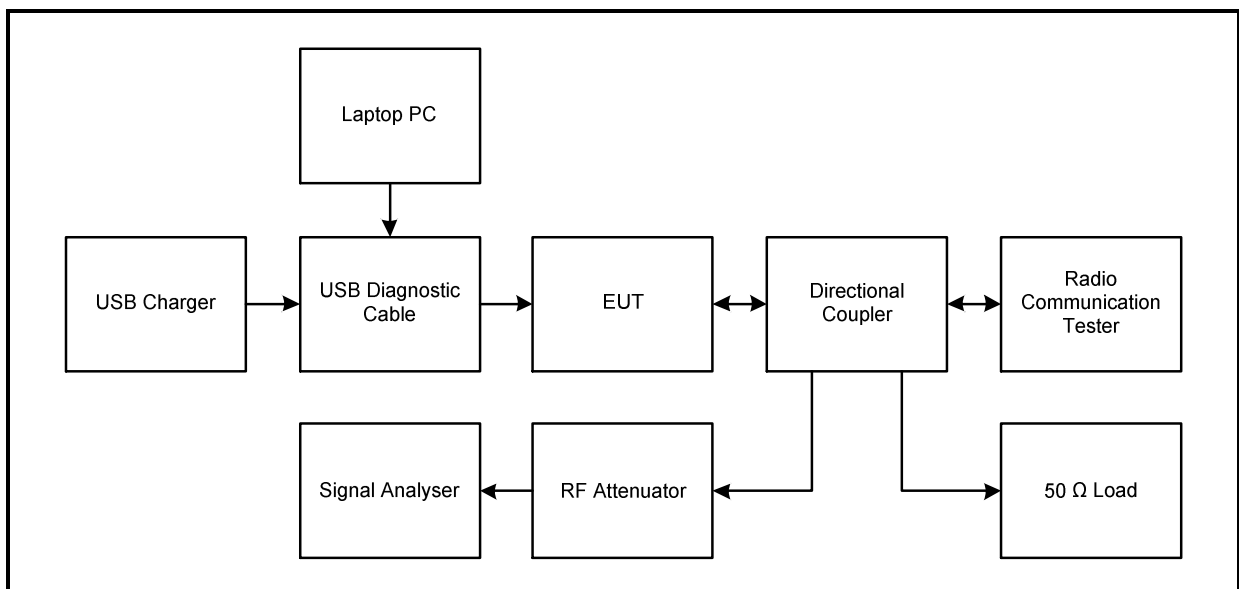 Laptop PC
USB Charger
USB Diagnostic
Cable
EUT
Directional
Coupler
Radio
Communication
Tester
Signal Analyser
RF Attenuator
50 Ω Load